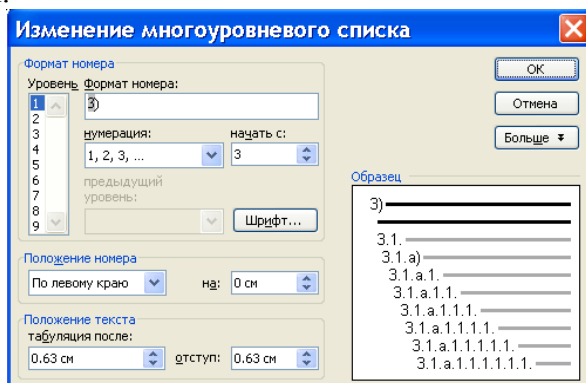 Изменение многоуровневого списка
Формат номера
Уровень Формат номера:
1
2
3
4
5
6
7
8
9
3)
нумерация: начать с:
1, 2, 3, ... 3
предыдущий
уровень:
Шрифт...
Положение номера
По левому краю на: 0 см
Положение текста
табуляция после:
0.63 см отступ: 0.63 см
ОК
Отмена
Больше
Образец
3)
3.1.
3.1.a)
3.1.a.1.
3.1.a.1.1.
3.1.a.1.1.1.
3.1.a.1.1.1.1.
3.1.a.1.1.1.1.1.
3.1.a.1.1.1.1.1.1.